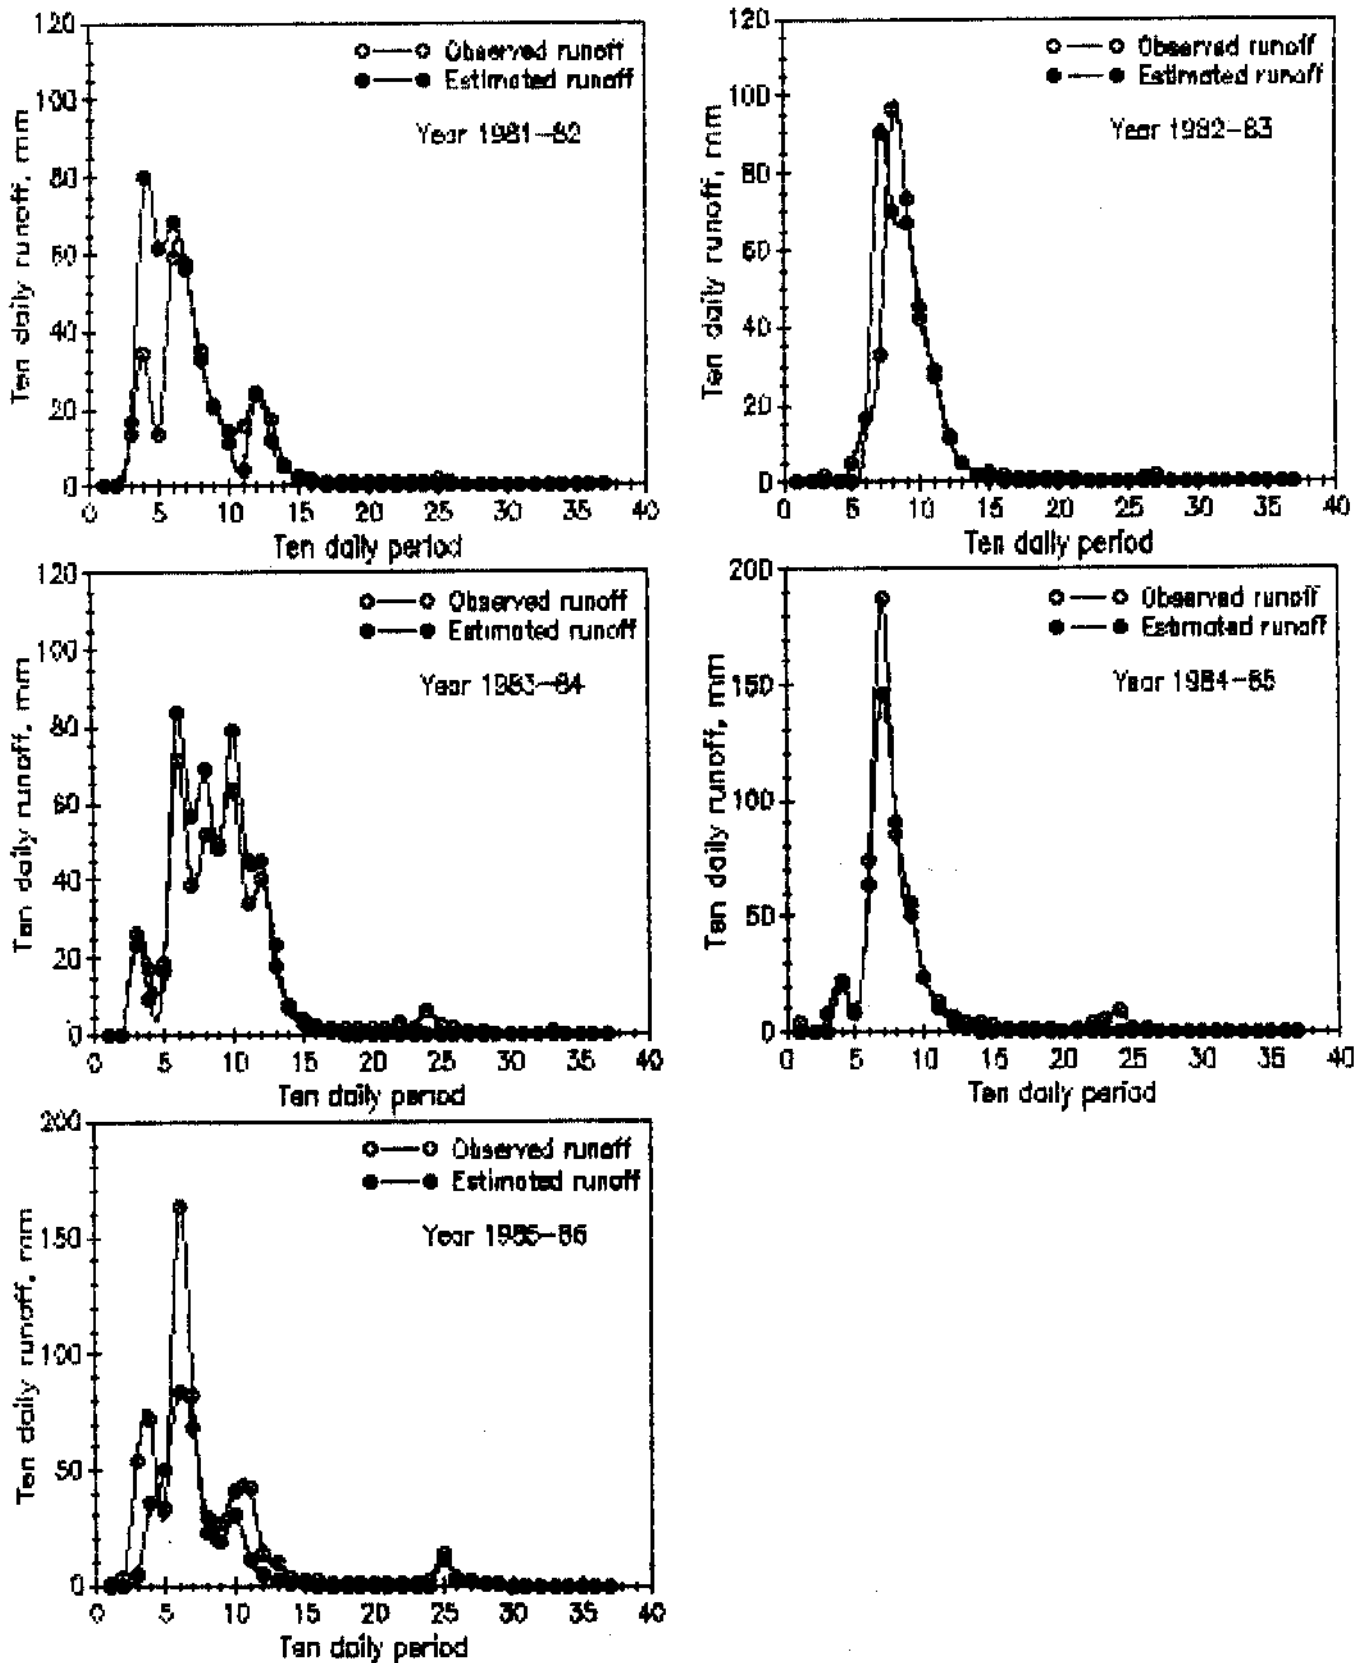 Observed runoff
Estimated runoff
Year 1981-82
Ten daily runoff, mm
120
100
80
60
40
20
0
0 5 10 15 20 25 30 35 40
Ten daily period
Observed runoff
Estimated runoff
Year 1982-83
Ten daily runoff, mm
120
100
80
60
40
20
0
0 5 10 15 20 25 30 35 40
Ten daily period
Observed runoff
Estimated runoff
Year 1983-84
Ten daily runoff, mm
120
100
80
60
40
20
0
0 5 10 15 20 25 30 35 40
Ten daily period
Observed runoff
Estimated runoff
Year 1984-85
Ten daily runoff, mm
200
150
100
50
0
0 5 10 15 20 25 30 35 40
Ten daily period
Observed runoff
Estimated runoff
Year 1985-86
Ten daily runoff, mm
200
150
100
50
0
0 5 10 15 20 25 30 35 40
Ten daily period